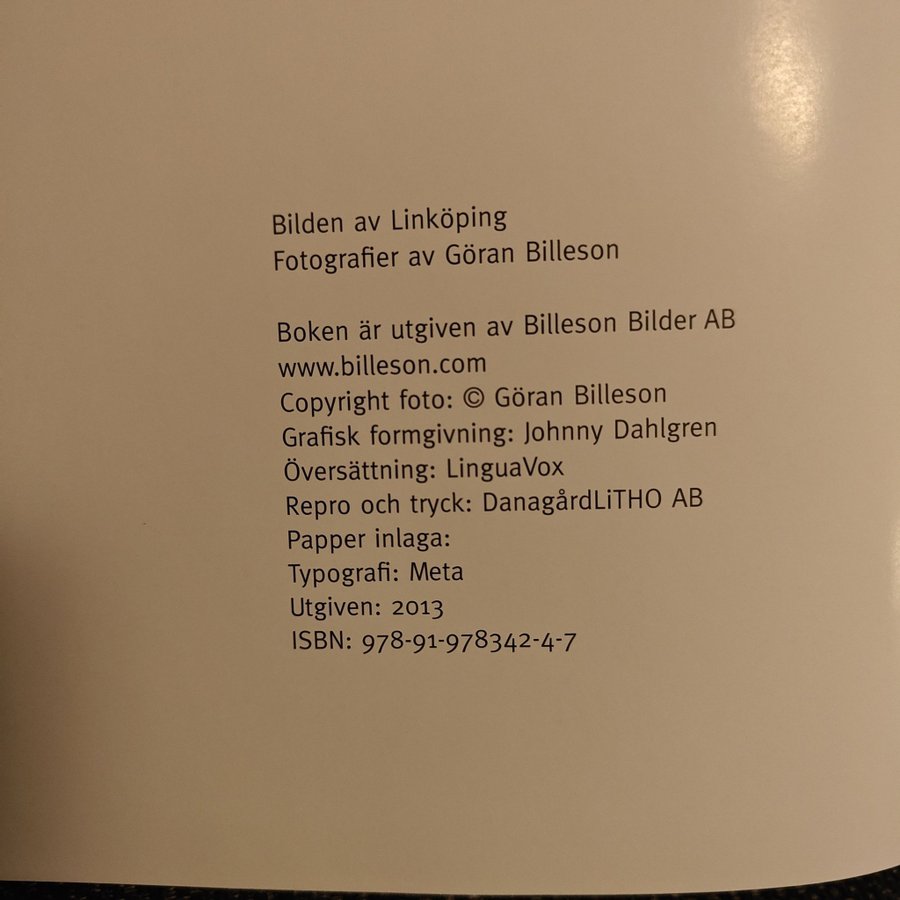 Bilden av Linköping
Fotografier av Göran Billeson
Boken är utgiven av Billeson Bilder AB
www.billeson.com
Copyright foto: © Göran Billeson
Grafisk formgivning: Johnny Dahlgren
Översättning: LinguaVox
Repro och tryck: DanagårdLiTHO AB
Papper inlaga:
Typografi: Meta
Utgiven: 2013
ISBN: 978-91-978342-4-7